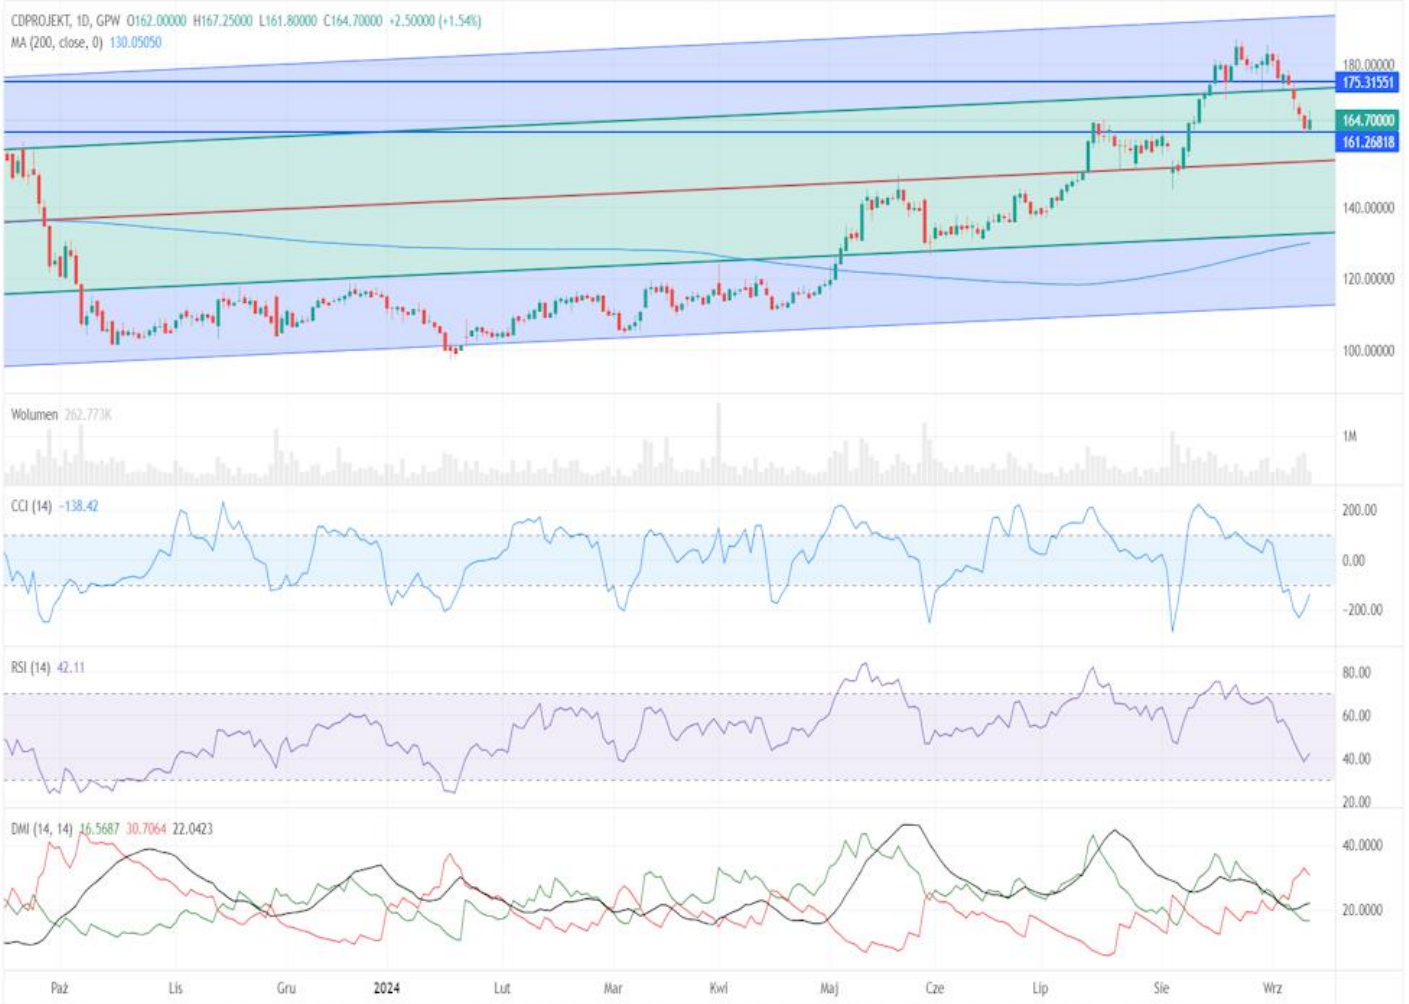 CDPROJEKT, 1D, GPW O162.00000 H167.25000 L161.80000 C164.70000 +2.50000 (+1.54%)
MA (200, close, 0) 130.05050
180.00000
175.31551
164.70000
161.26818
140.00000
120.00000
100.00000
Wolumen 262.773K
1M
CCI (14) −138.42
200.00
0.00
−200.00
RSI (14) 42.11
80.00
60.00
40.00
20.00
DMI (14, 14) 16.5687 30.7064 22.0423
40.0000
20.0000
Paź Lis Gru 2024 Lut Mar Kwi Maj Cze Lip Sie Wrz